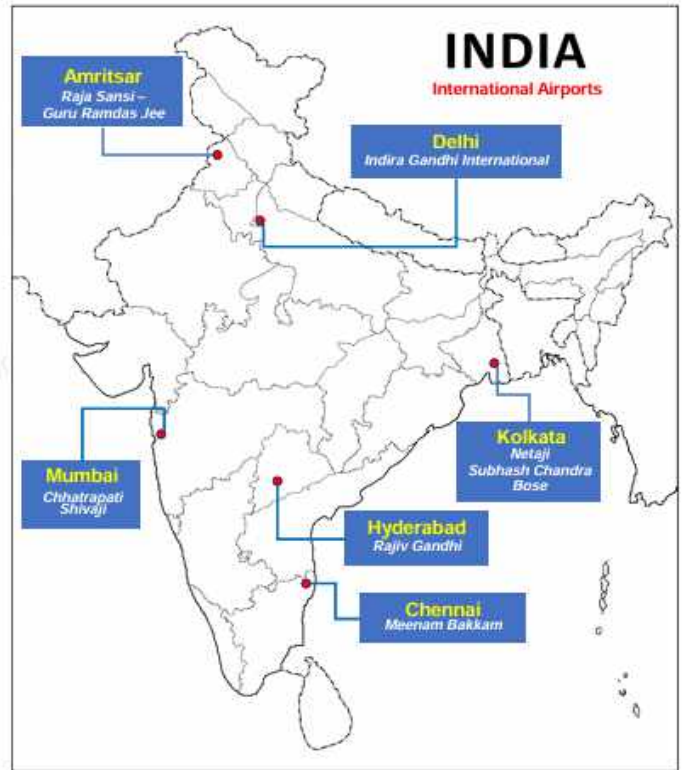 INDIA
International Airports
Amritsar
Raja Sansi –
Guru Ramdas Jee
Delhi
Indira Gandhi International
Kolkata
Netaji
Subhash Chandra
Bose
Mumbai
Chhatrapati
Shivaji
Hyderabad
Rajiv Gandhi
Chennai
Meenam Bakkam